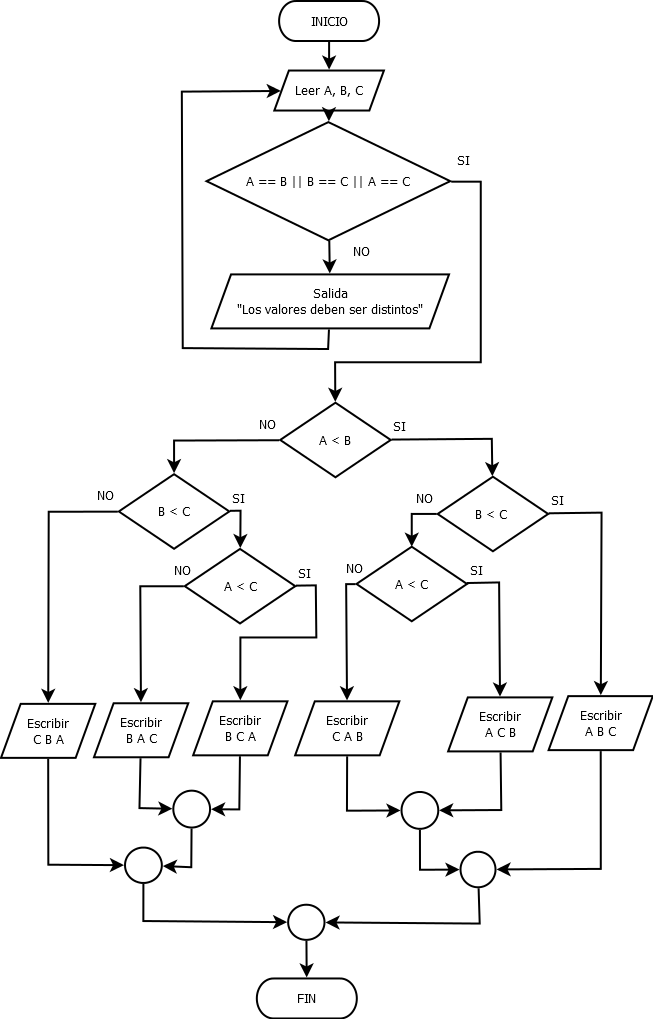 INICIO
Leer A, B, C
SI
A == B || B == C || A == C
NO
Salida
"Los valores deben ser distintos"
NO
SI
A < B
NO
SI
B < C
NO
SI
B < C
NO
SI
A < C
NO
SI
A < C
Escribir
C B A
Escribir
B A C
Escribir
B C A
Escribir
C A B
Escribir
A C B
Escribir
A B C
FIN